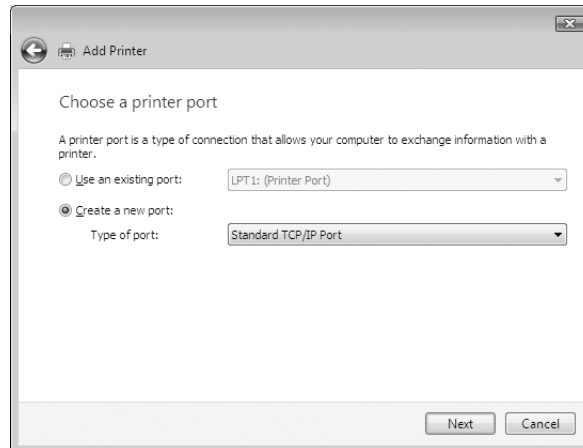 Add Printer
Choose a printer port
A printer port is a type of connection that allows your computer to exchange information with a
printer.
Use an existing port: LPT1: (Printer Port)
Create a new port:
Type of port: Standard TCP/IP Port
Next Cancel